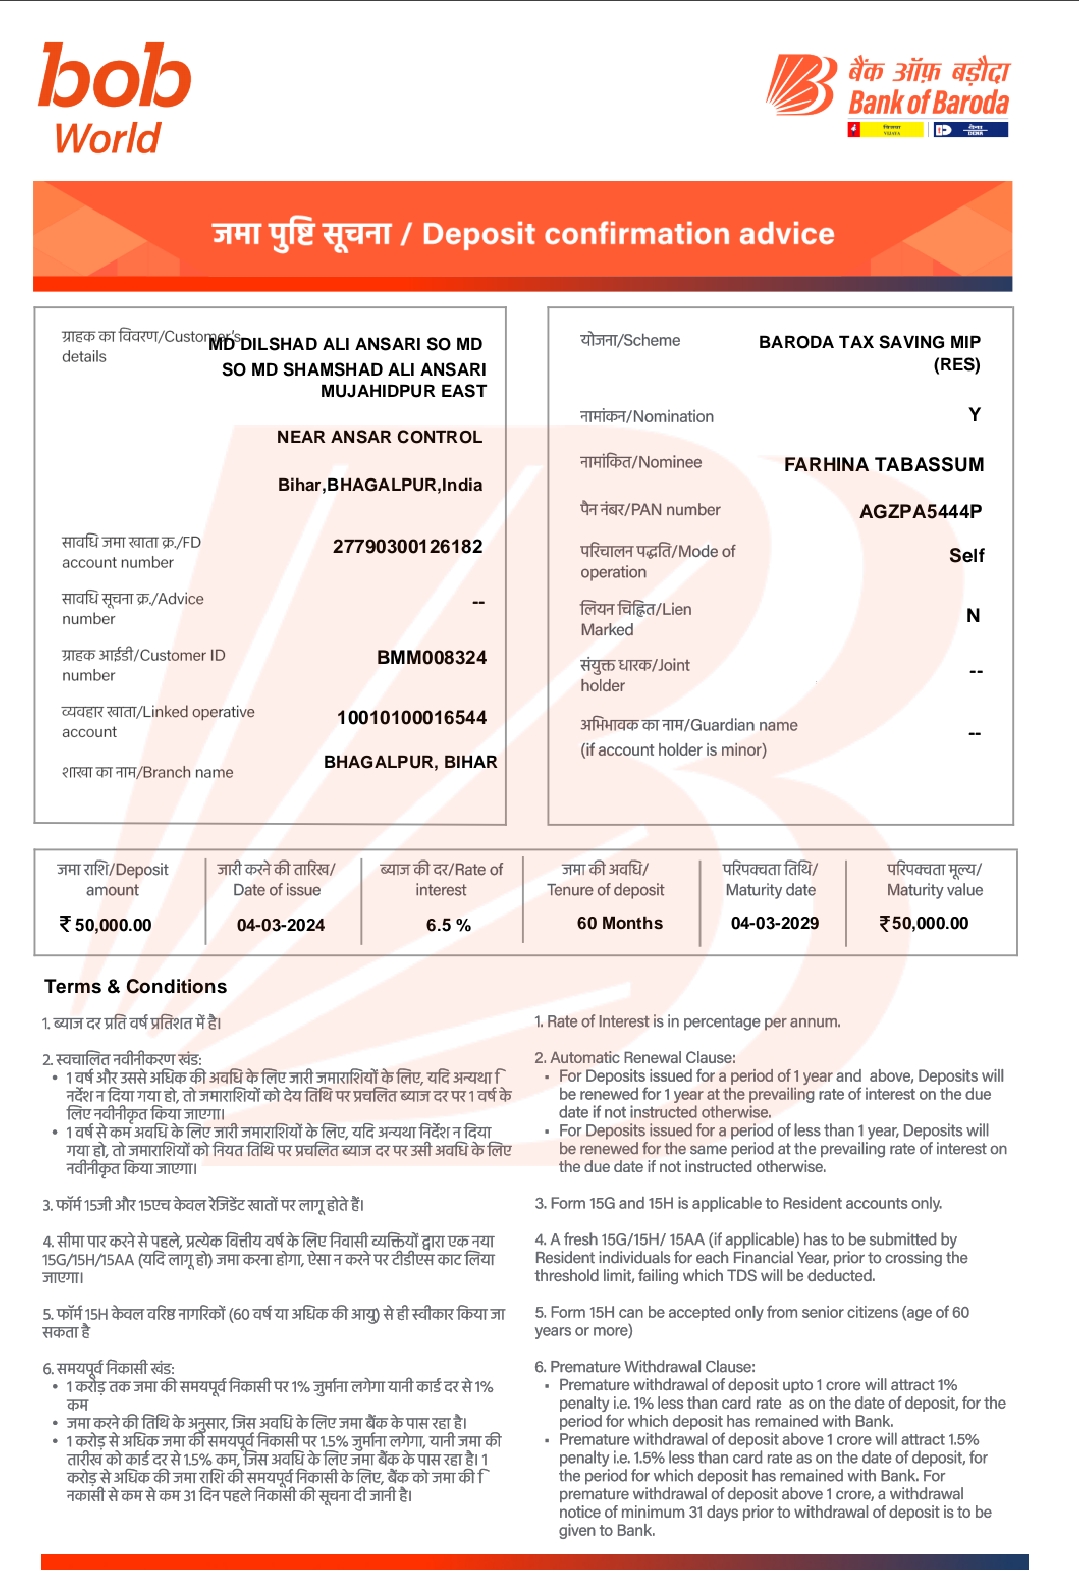 bob
World
बैंक ऑफ़ बड़ौदा
Bank of Baroda
विजया
VIJAYA
देना
DENA
जमा पुष्टि सूचना / Deposit confirmation advice
ग्राहक का विवरण/Customer's
details
MD DILSHAD ALI ANSARI SO MD
SO MD SHAMSHAD ALI ANSARI
MUJAHIDPUR EAST
NEAR ANSAR CONTROL
Bihar,BHAGALPUR,India
सावधि जमा खाता क्र./FD
account number
27790300126182
सावधि सूचना क्र./Advice
number
--
ग्राहक आईडी/Customer ID
number
BMM008324
व्यवहार खाता/Linked operative
account
10010100016544
शाखा का नाम/Branch name
BHAGALPUR, BIHAR
योजना/Scheme
BARODA TAX SAVING MIP
(RES)
नामांकन/Nomination
Y
नामांकित/Nominee
FARHINA TABASSUM
पैन नंबर/PAN number
AGZPA5444P
परिचालन पद्धति/Mode of
operation
Self
लियन चिह्नित/Lien
Marked
N
संयुक्त धारक/Joint
holder
--
अभिभावक का नाम/Guardian name
(if account holder is minor)
--
जमा राशि/Deposit
amount
₹ 50,000.00
जारी करने की तारिख/
Date of issue
04-03-2024
ब्याज की दर/Rate of
interest
6.5 %
जमा की अवधि/
Tenure of deposit
60 Months
परिपक्वता तिथि/
Maturity date
04-03-2029
परिपक्वता मूल्य/
Maturity value
₹ 50,000.00
Terms & Conditions
1. ब्याज दर प्रति वर्ष प्रतिशत में है।
2. स्वचालित नवीनीकरण खंड:
• 1 वर्ष और उससे अधिक की अवधि के लिए जारी जमाराशियों के लिए, यदि अन्यथा ि
नर्देश न दिया गया हो, तो जमाराशियों को देय तिथि पर प्रचलित ब्याज दर पर 1 वर्ष के
लिए नवीनीकृत किया जाएगा।
• 1 वर्ष से कम अवधि के लिए जारी जमाराशियों के लिए, यदि अन्यथा निर्देश न दिया
गया हो, तो जमाराशियों को नियत तिथि पर प्रचलित ब्याज दर पर उसी अवधि के लिए
नवीनीकृत किया जाएगा।
3. फॉर्म 15जी और 15एच केवल रेजिडेंट खातों पर लागू होते हैं।
4. सीमा पार करने से पहले, प्रत्येक वित्तीय वर्ष के लिए निवासी व्यक्तियों द्वारा एक नया
15G/15H/15AA (यदि लागू हो) जमा करना होगा, ऐसा न करने पर टीडीएस काट लिया
जाएगा।
5. फॉर्म 15H केवल वरिष्ठ नागरिकों (60 वर्ष या अधिक की आयु) से ही स्वीकार किया जा
सकता है
6. समयपूर्व निकासी खंड:
• 1 करोड़ तक जमा की समयपूर्व निकासी पर 1% जुर्माना लगेगा यानी कार्ड दर से 1%
कम
• जमा करने की तिथि के अनुसार, जिस अवधि के लिए जमा बैंक के पास रहा है।
• 1 करोड़ से अधिक जमा की समयपूर्व निकासी पर 1.5% जुर्माना लगेगा, यानी जमा की
तारीख को कार्ड दर से 1.5% कम, जिस अवधि के लिए जमा बैंक के पास रहा है। 1
करोड़ से अधिक की जमा राशि की समयपूर्व निकासी के लिए, बैंक को जमा की ि
नकासी से कम से कम 31 दिन पहले निकासी की सूचना दी जानी है।
1. Rate of Interest is in percentage per annum.
2. Automatic Renewal Clause:
• For Deposits issued for a period of 1 year and above, Deposits will
be renewed for 1 year at the prevailing rate of interest on the due
date if not instructed otherwise.
• For Deposits issued for a period of less than 1 year, Deposits will
be renewed for the same period at the prevailing rate of interest on
the due date if not instructed otherwise.
3. Form 15G and 15H is applicable to Resident accounts only.
4. A fresh 15G/15H/ 15AA (if applicable) has to be submitted by
Resident individuals for each Financial Year, prior to crossing the
threshold limit, failing which TDS will be deducted.
5. Form 15H can be accepted only from senior citizens (age of 60
years or more)
6. Premature Withdrawal Clause:
• Premature withdrawal of deposit upto 1 crore will attract 1%
penalty i.e. 1% less than card rate as on the date of deposit, for the
period for which deposit has remained with Bank.
• Premature withdrawal of deposit above 1 crore will attract 1.5%
penalty i.e. 1.5% less than card rate as on the date of deposit, for
the period for which deposit has remained with Bank. For
premature withdrawal of deposit above 1 crore, a withdrawal
notice of minimum 31 days prior to withdrawal of deposit is to be
given to Bank.